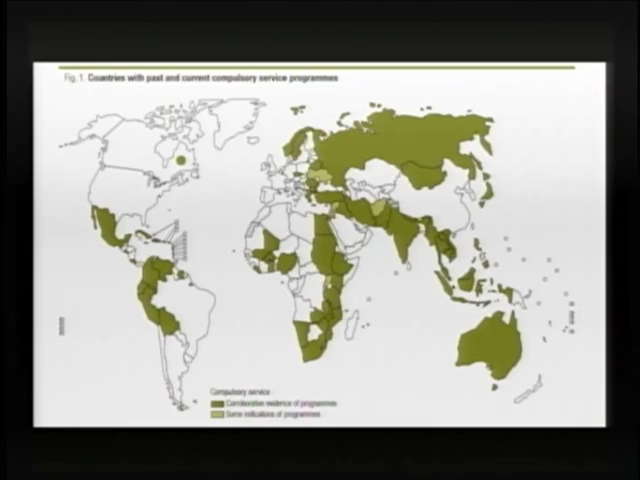 Fig. 1. Countries with past and current compulsory service programmes
Compulsory service
Corroborative evidence of programmes
Some indications of programmes